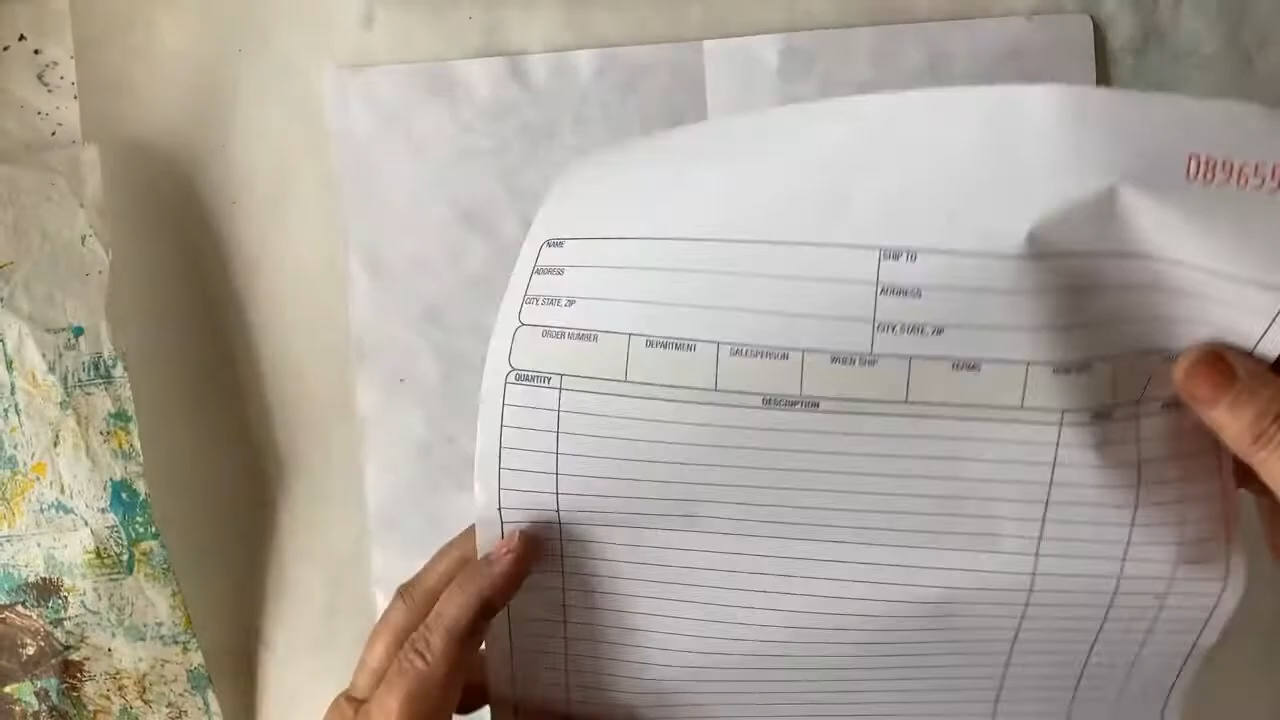 089659
NAME
SHIP TO
ADDRESS
ADDRESS
CITY, STATE, ZIP
CITY, STATE, ZIP
ORDER NUMBER DEPARTMENT SALESPERSON WHEN SHIP TERMS
QUANTITY DESCRIPTION